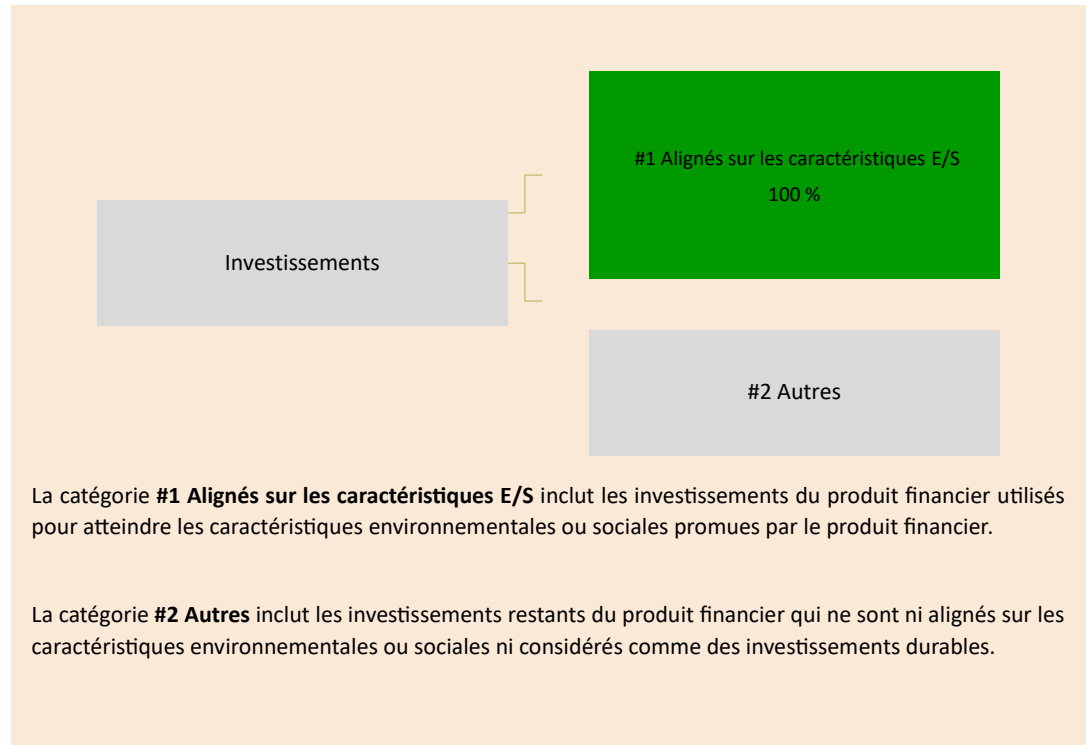 #1 Alignés sur les caractéristiques E/S
100 %
Investissements
#2 Autres
La catégorie #1 Alignés sur les caractéristiques E/S inclut les investissements du produit financier utilisés
pour atteindre les caractéristiques environnementales ou sociales promues par le produit financier.
La catégorie #2 Autres inclut les investissements restants du produit financier qui ne sont ni alignés sur les
caractéristiques environnementales ou sociales ni considérés comme des investissements durables.